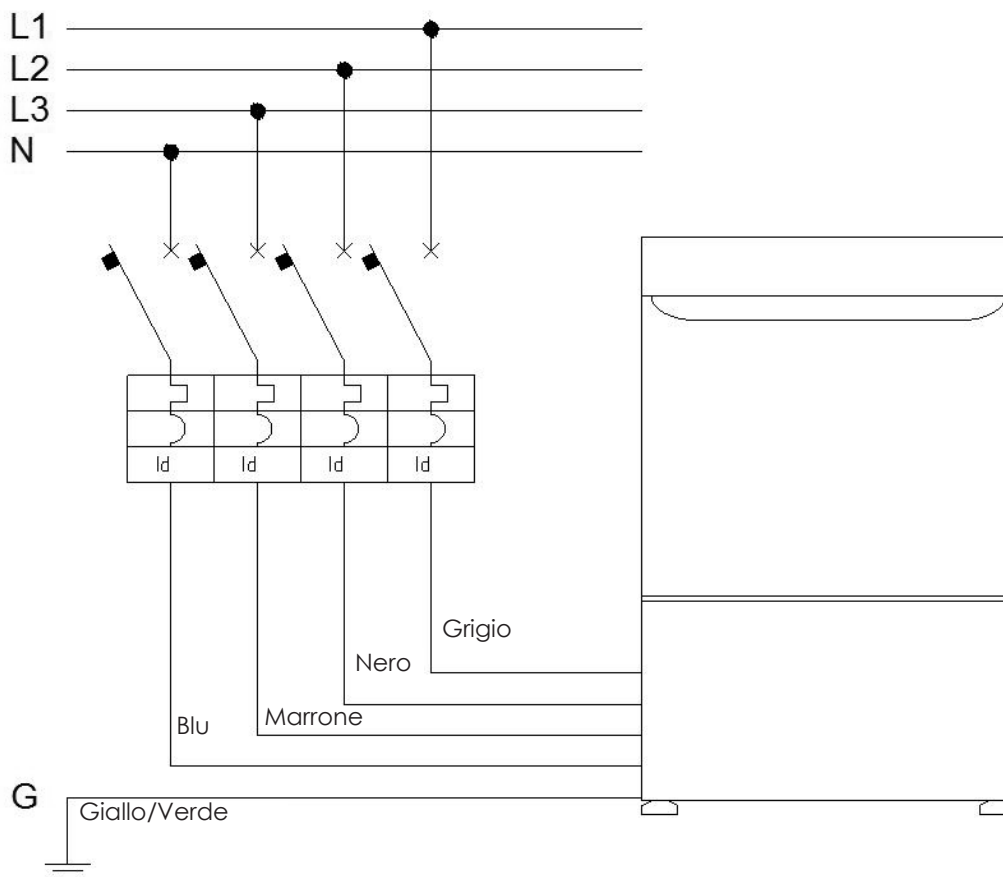 L1
L2
L3
N
Id Id Id Id
Grigio
Nero
Marrone
Blu
G
Giallo/Verde